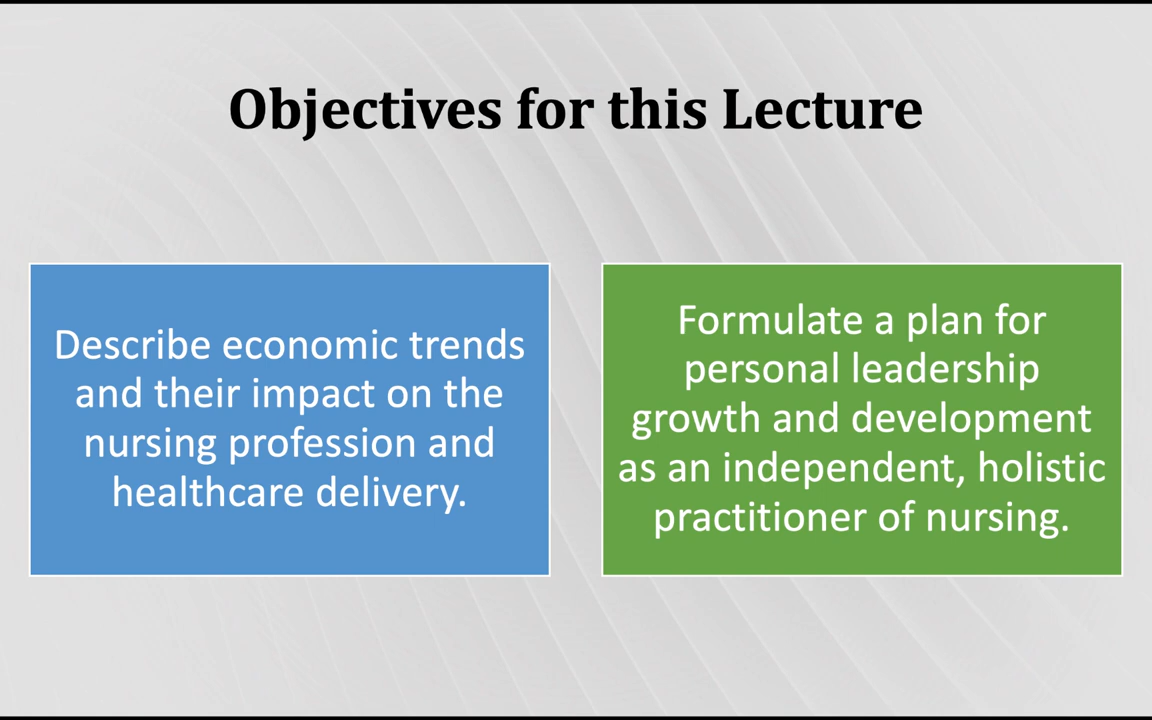 Objectives for this Lecture
Describe economic trends
and their impact on the
nursing profession and
healthcare delivery.
Formulate a plan for
personal leadership
growth and development
as an independent, holistic
practitioner of nursing.